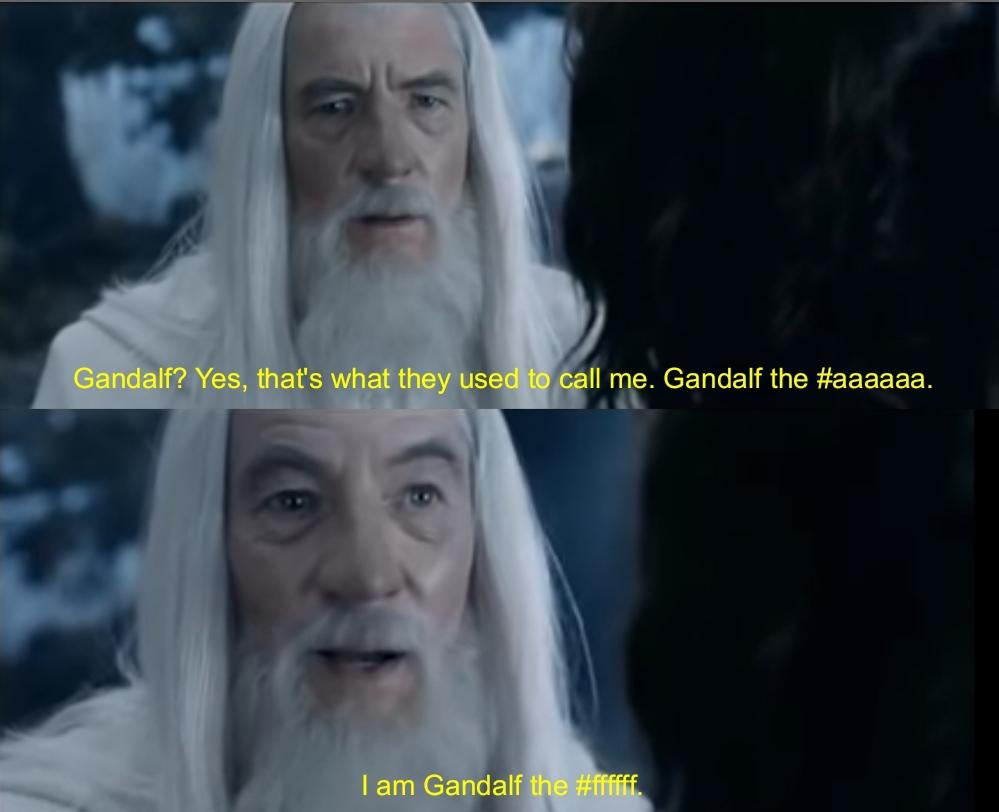 Gandalf? Yes, that's what they used to call me. Gandalf the #aaaaaa.
I am Gandalf the #ffffff.